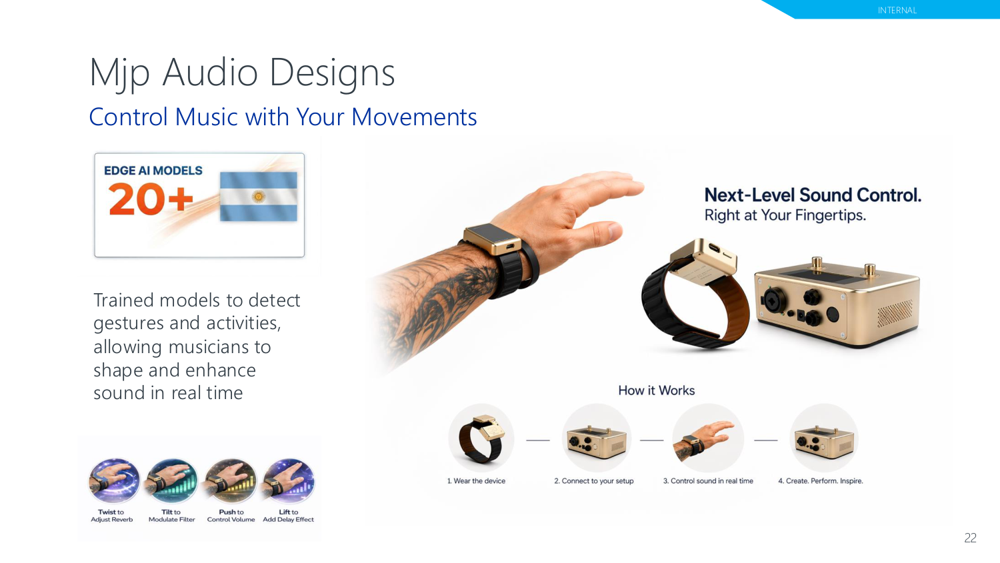 INTERNAL
Mjp Audio Designs
Control Music with Your Movements
EDGE AI MODELS
20+
Trained models to detect
gestures and activities,
allowing musicians to
shape and enhance
sound in real time
Twist to
Adjust Reverb
Tilt to
Modulate Filter
Push to
Control Volume
Lift to
Add Delay Effect
Next-Level Sound Control.
Right at Your Fingertips.
How it Works
1. Wear the device
2. Connect to your setup
3. Control sound in real time
4. Create. Perform. Inspire.
22